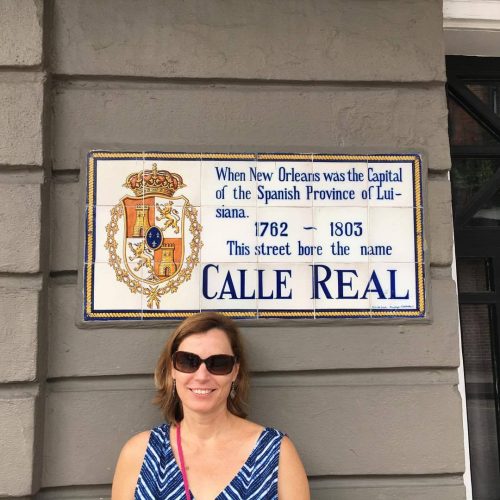 When New Orleans was the Capital
of the Spanish Province of Lui-
siana.
1762 ~ 1803
This street bore the name
CALLE REAL